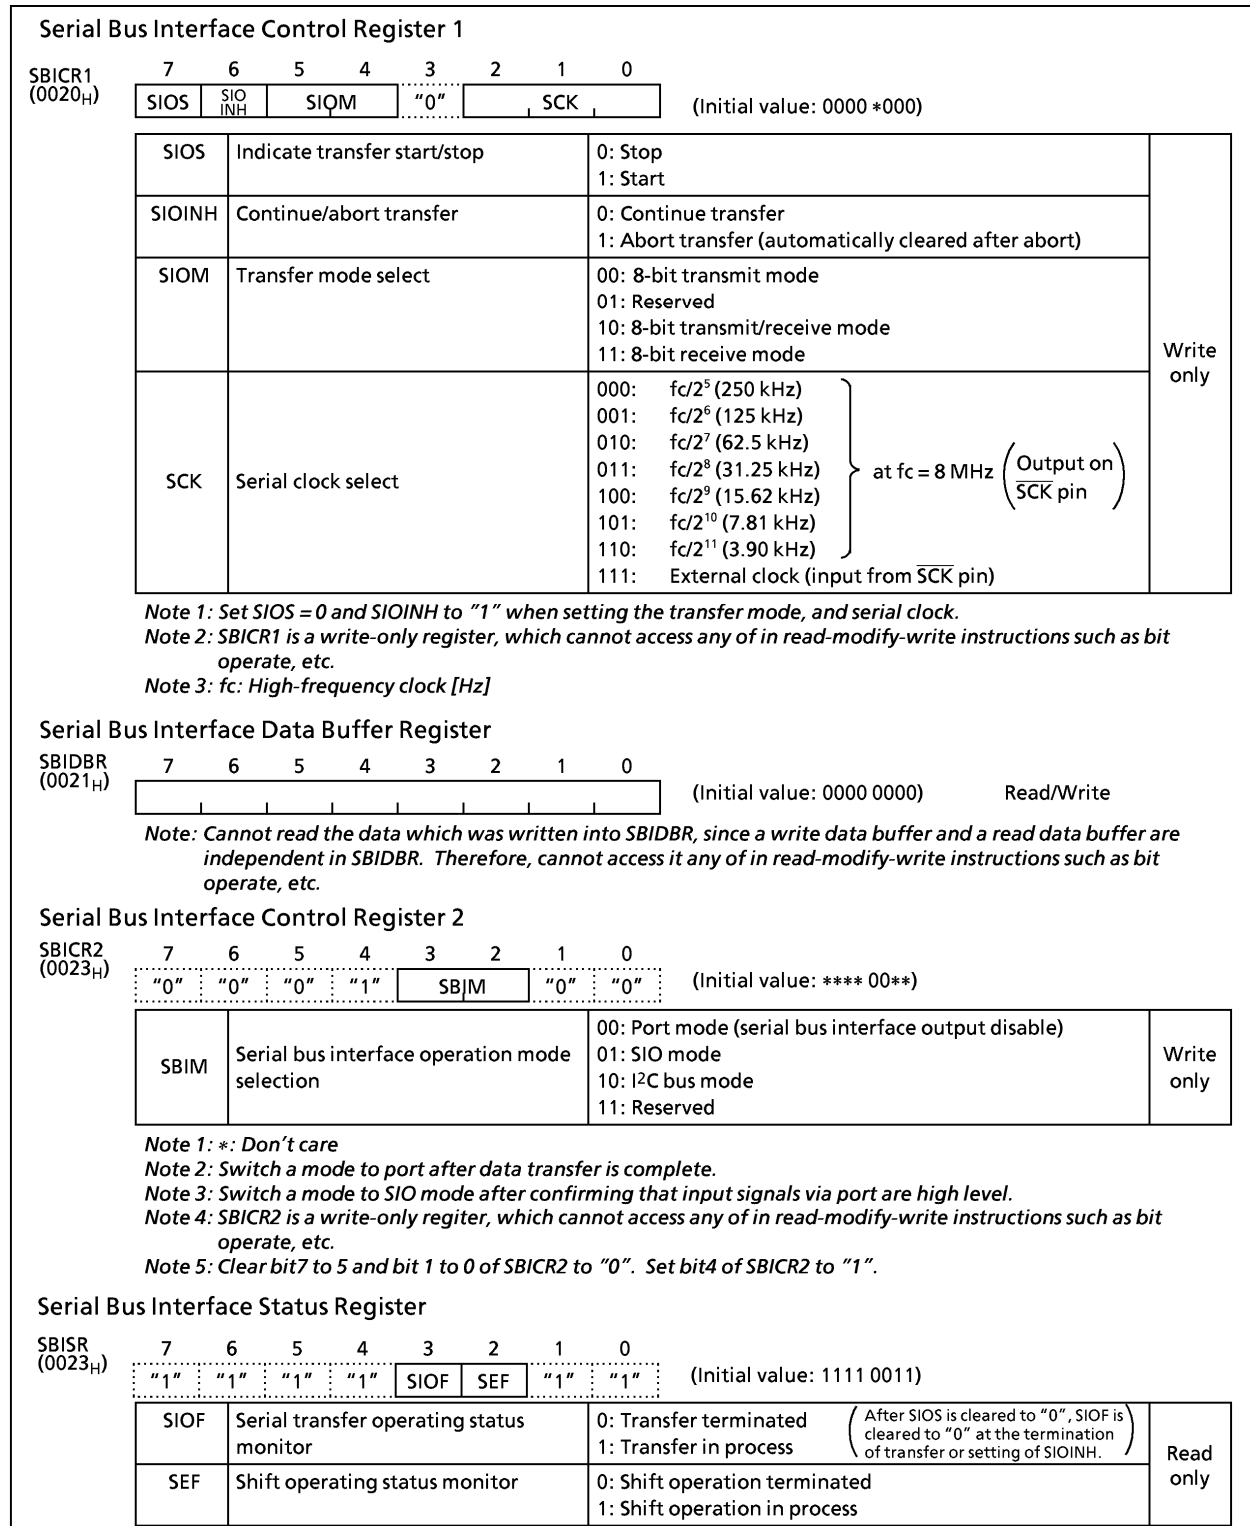 Serial Bus Interface Control Register 1
SBICR1
(0020H)
7 6 5 4 3 2 1 0
SIOS SIO INH SIOM "0" SCK (Initial value: 0000 *000)
SIOS Indicate transfer start/stop 0: Stop
1: Start
SIOINH Continue/abort transfer 0: Continue transfer
1: Abort transfer (automatically cleared after abort)
SIOM Transfer mode select 00: 8-bit transmit mode
01: Reserved
10: 8-bit transmit/receive mode
11: 8-bit receive mode
Write only
SCK Serial clock select
000: fc/2⁵ (250 kHz)
001: fc/2⁶ (125 kHz)
010: fc/2⁷ (62.5 kHz)
011: fc/2⁸ (31.25 kHz)
100: fc/2⁹ (15.62 kHz)
101: fc/2¹⁰ (7.81 kHz)
110: fc/2¹¹ (3.90 kHz)
at fc = 8 MHz (Output on SCK pin)
111: External clock (input from SCK pin)
Note 1: Set SIOS = 0 and SIOINH to "1" when setting the transfer mode, and serial clock.
Note 2: SBICR1 is a write-only register, which cannot access any of in read-modify-write instructions such as bit
operate, etc.
Note 3: fc: High-frequency clock [Hz]
Serial Bus Interface Data Buffer Register
SBIDBR
(0021H)
7 6 5 4 3 2 1 0
(Initial value: 0000 0000) Read/Write
Note: Cannot read the data which was written into SBIDBR, since a write data buffer and a read data buffer are
independent in SBIDBR. Therefore, cannot access it any of in read-modify-write instructions such as bit
operate, etc.
Serial Bus Interface Control Register 2
SBICR2
(0023H)
7 6 5 4 3 2 1 0
"0" "0" "0" "1" SBIM "0" "0" (Initial value: **** 00**)
SBIM Serial bus interface operation mode selection
00: Port mode (serial bus interface output disable)
01: SIO mode
10: I²C bus mode
11: Reserved
Write only
Note 1: *: Don't care
Note 2: Switch a mode to port after data transfer is complete.
Note 3: Switch a mode to SIO mode after confirming that input signals via port are high level.
Note 4: SBICR2 is a write-only regiter, which cannot access any of in read-modify-write instructions such as bit
operate, etc.
Note 5: Clear bit7 to 5 and bit 1 to 0 of SBICR2 to "0". Set bit4 of SBICR2 to "1".
Serial Bus Interface Status Register
SBISR
(0023H)
7 6 5 4 3 2 1 0
"1" "1" "1" "1" SIOF SEF "1" "1" (Initial value: 1111 0011)
SIOF Serial transfer operating status monitor
0: Transfer terminated
1: Transfer in process
(After SIOS is cleared to "0", SIOF is
cleared to "0" at the termination
of transfer or setting of SIOINH.)
Read only
SEF Shift operating status monitor 0: Shift operation terminated
1: Shift operation in process